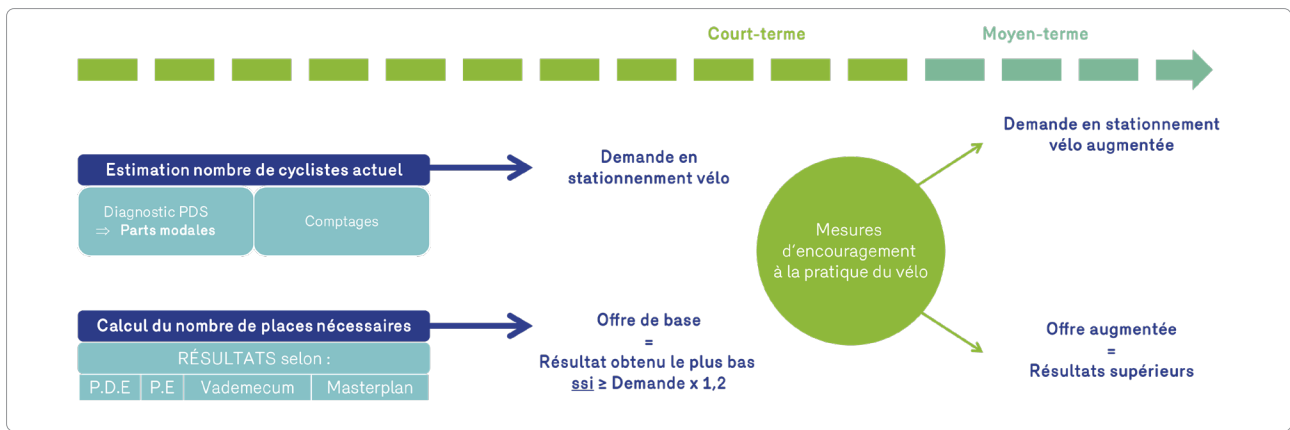 Court-terme
Moyen-terme
Estimation nombre de cyclistes actuel
Diagnostic PDS
⇒ Parts modales
Comptages
Demande en
stationnenment vélo
Mesures
d'encouragement
à la pratique du vélo
Demande en stationnement
vélo augmentée
Calcul du nombre de places nécessaires
RÉSULTATS selon :
P.D.E
P.E
Vademecum
Masterplan
Offre de base
=
Résultat obtenu le plus bas
ssi ≥ Demande x 1,2
Offre augmentée
=
Résultats supérieurs